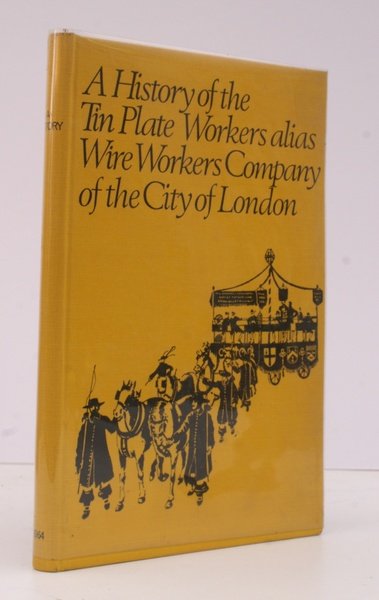 A History of the
Tin Plate Workers alias
Wire Workers Company
of the City of London